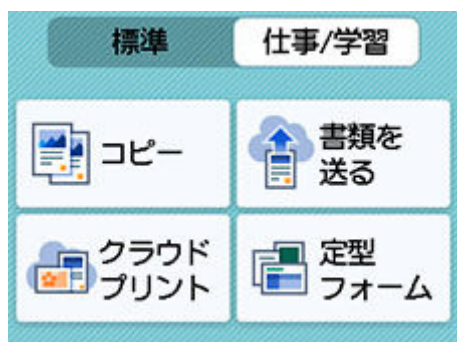 標準
仕事/学習
コピー
書類を
送る
クラウド
プリント
定型
フォーム